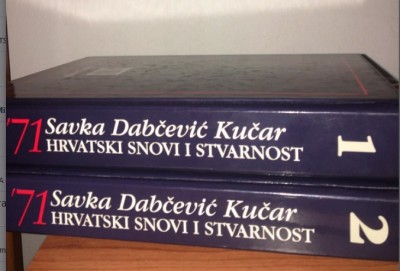 '71 Savka Dabčević Kučar
HRVATSKI SNOVI I STVARNOST
1
'71 Savka Dabčević Kučar
HRVATSKI SNOVI I STVARNOST
2